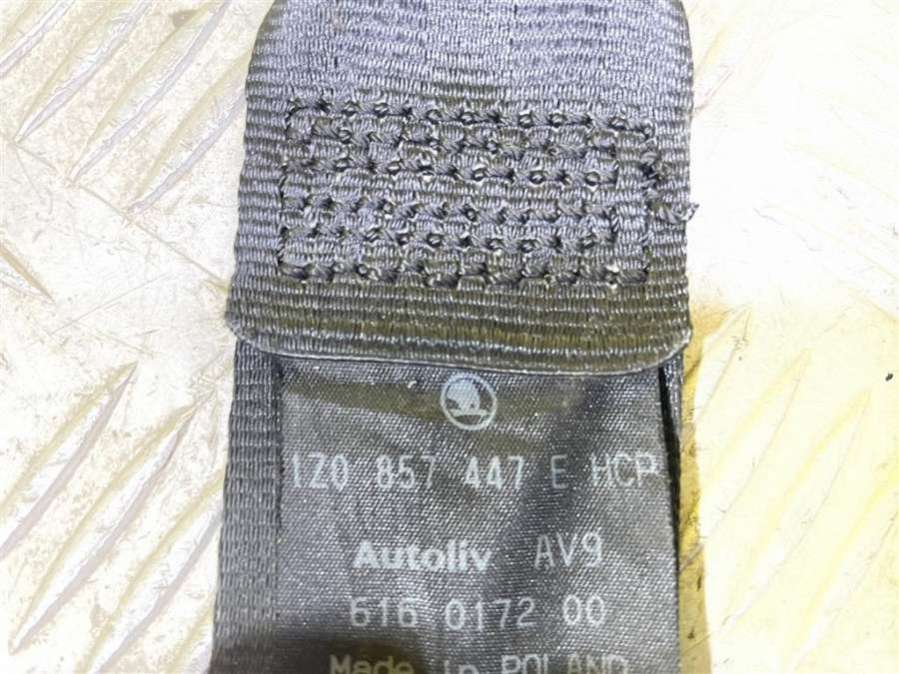 1Z0 857 447 E HCP
Autoliv AV9
616 0172 00
Made in POLAND